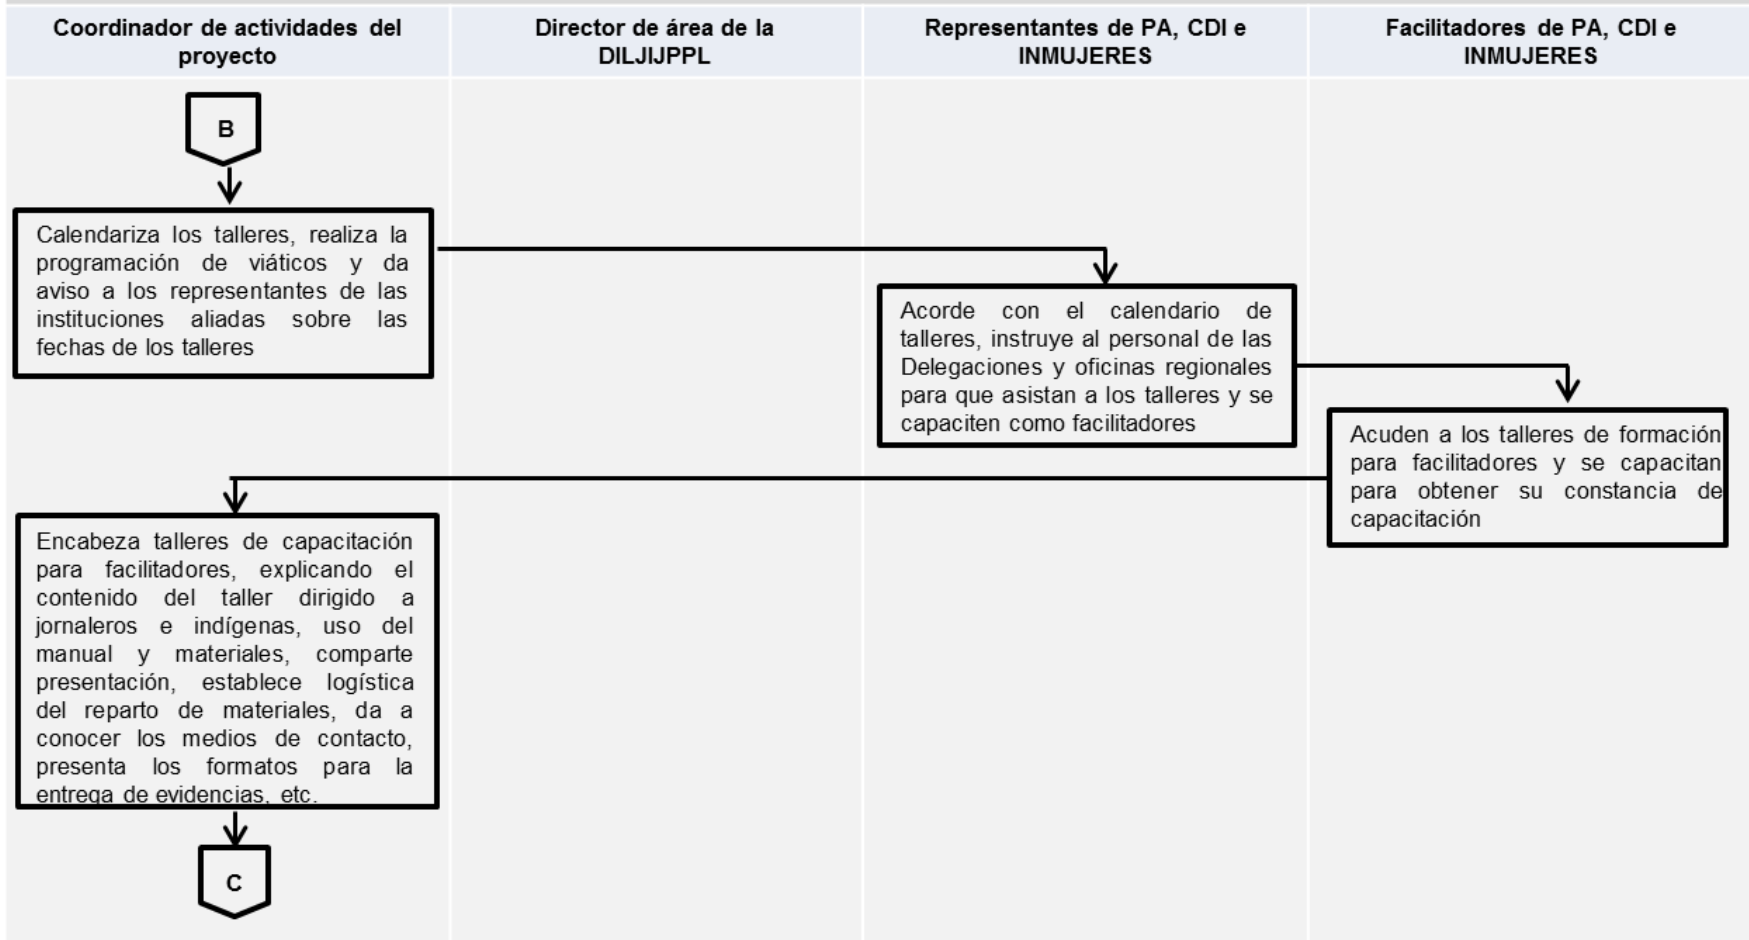 Coordinador de actividades del
proyecto
Director de área de la
DILJIJPPL
Representantes de PA, CDI e
INMUJERES
Facilitadores de PA, CDI e
INMUJERES
B
Calendariza los talleres, realiza la
programación de viáticos y da
aviso a los representantes de las
instituciones aliadas sobre las
fechas de los talleres
Acorde con el calendario de
talleres, instruye al personal de las
Delegaciones y oficinas regionales
para que asistan a los talleres y se
capaciten como facilitadores
Acuden a los talleres de formación
para facilitadores y se capacitan
para obtener su constancia de
capacitación
Encabeza talleres de capacitación
para facilitadores, explicando el
contenido del taller dirigido a
jornaleros e indígenas, uso del
manual y materiales, comparte
presentación, establece logística
del reparto de materiales, da a
conocer los medios de contacto,
presenta los formatos para la
entrega de evidencias, etc.
C